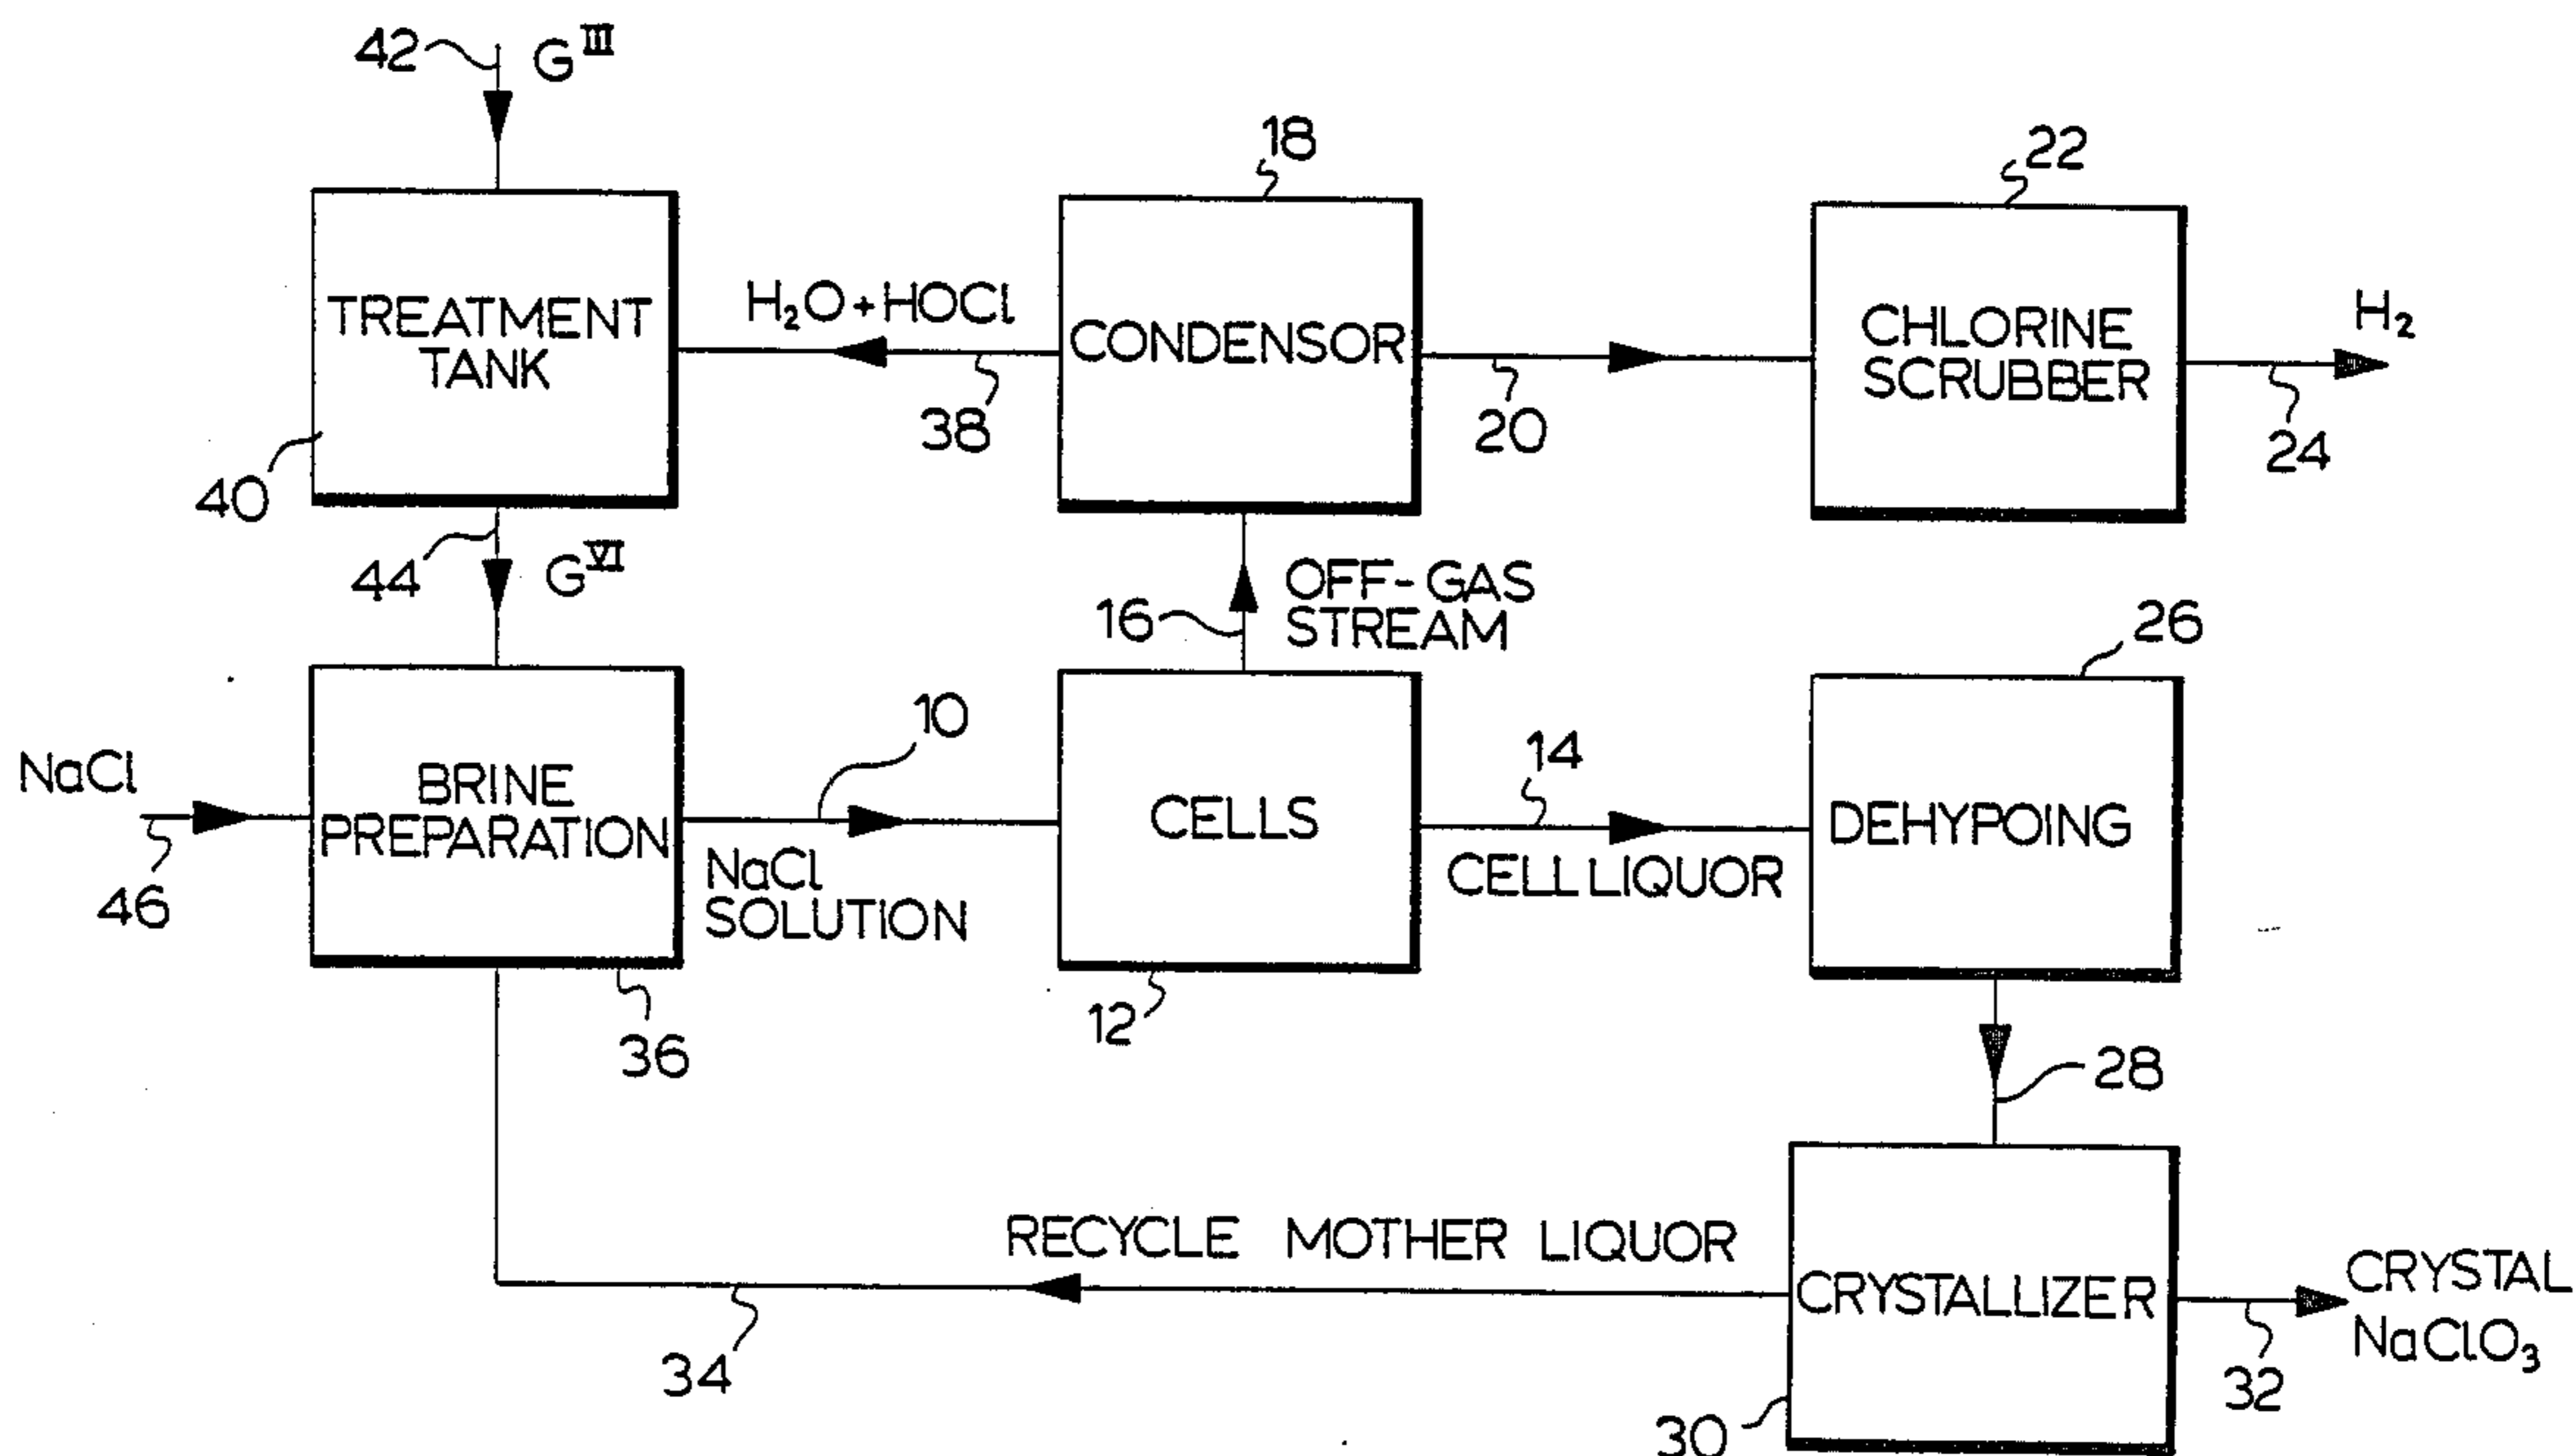 42
G^III
18
22
TREATMENT
TANK
H₂O + HOCl
CONDENSOR
CHLORINE
SCRUBBER
H₂
40
38
20
24
44
G^VI
16
OFF-GAS
STREAM
26
NaCl
46
BRINE
PREPARATION
10
NaCl
SOLUTION
CELLS
14
CELL LIQUOR
DEHYPOING
36
12
28
RECYCLE MOTHER LIQUOR
34
CRYSTALLIZER
30
CRYSTAL
NaClO₃
32